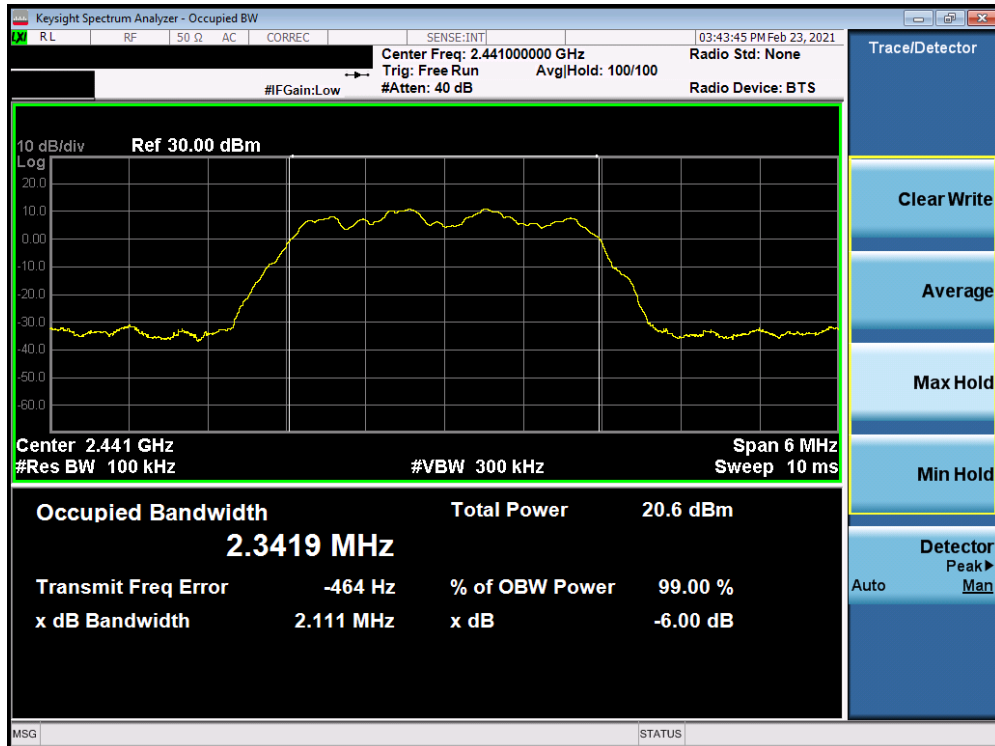 Keysight Spectrum Analyzer - Occupied BW
LXI RL RF 50 Ω AC CORREC SENSE:INT 03:43:45 PM Feb 23, 2021
Center Freq: 2.441000000 GHz Radio Std: None
Trig: Free Run Avg|Hold: 100/100
#IFGain:Low #Atten: 40 dB Radio Device: BTS
10 dB/div Ref 30.00 dBm
Log
20.0
10.0
0.00
-10.0
-20.0
-30.0
-40.0
-50.0
-60.0
Center 2.441 GHz Span 6 MHz
#Res BW 100 kHz #VBW 300 kHz Sweep 10 ms
Occupied Bandwidth Total Power 20.6 dBm
2.3419 MHz
Transmit Freq Error -464 Hz % of OBW Power 99.00 %
x dB Bandwidth 2.111 MHz x dB -6.00 dB
MSG STATUS
Trace/Detector
Clear Write
Average
Max Hold
Min Hold
Detector
Peak▶
Auto Man